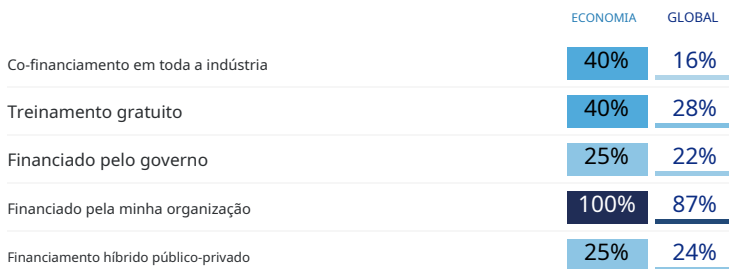 ECONOMIA GLOBAL
Co-financiamento em toda a indústria 40% 16%
Treinamento gratuito 40% 28%
Financiado pelo governo 25% 22%
Financiado pela minha organização 100% 87%
Financiamento híbrido público-privado 25% 24%